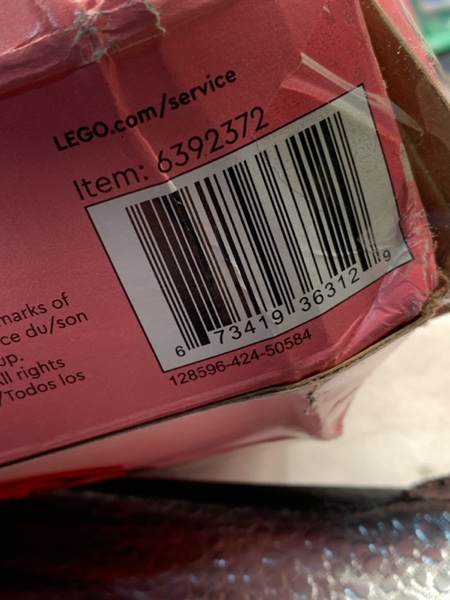 LEGO.com/service
Item: 6392372
6 73419 36312 9
128596-424-50584
marks of
ce du/son
up.
ll rights
/Todos los